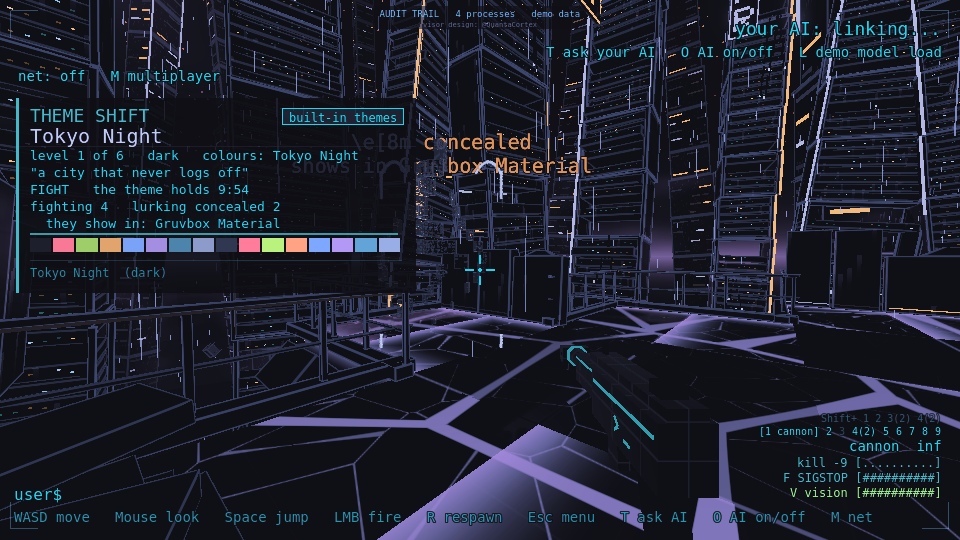 AUDIT TRAIL   4 processes   demo data
your AI: linking...
T ask your AI   O AI on/off   L demo model load
net: off   M multiplayer
THEME SHIFT   built-in themes
Tokyo Night
level 1 of 6   dark   colours: Tokyo Night
"a city that never logs off"
FIGHT   the theme holds 9:54
fighting 4   lurking concealed 2
they show in: Gruvbox Material
Tokyo Night  (dark)
\e[8m concealed
shows in Gruvbox Material
Shift+ 1 2 3(2) 4(2)
[1 cannon] 2 3 4(2) 5 6 7 8 9
cannon  inf
kill -9 [..........]
F SIGSTOP [##########]
V vision [##########]
user$
WASD move   Mouse look   Space jump   LMB fire   R respawn   Esc menu   T ask AI   O AI on/off   M net